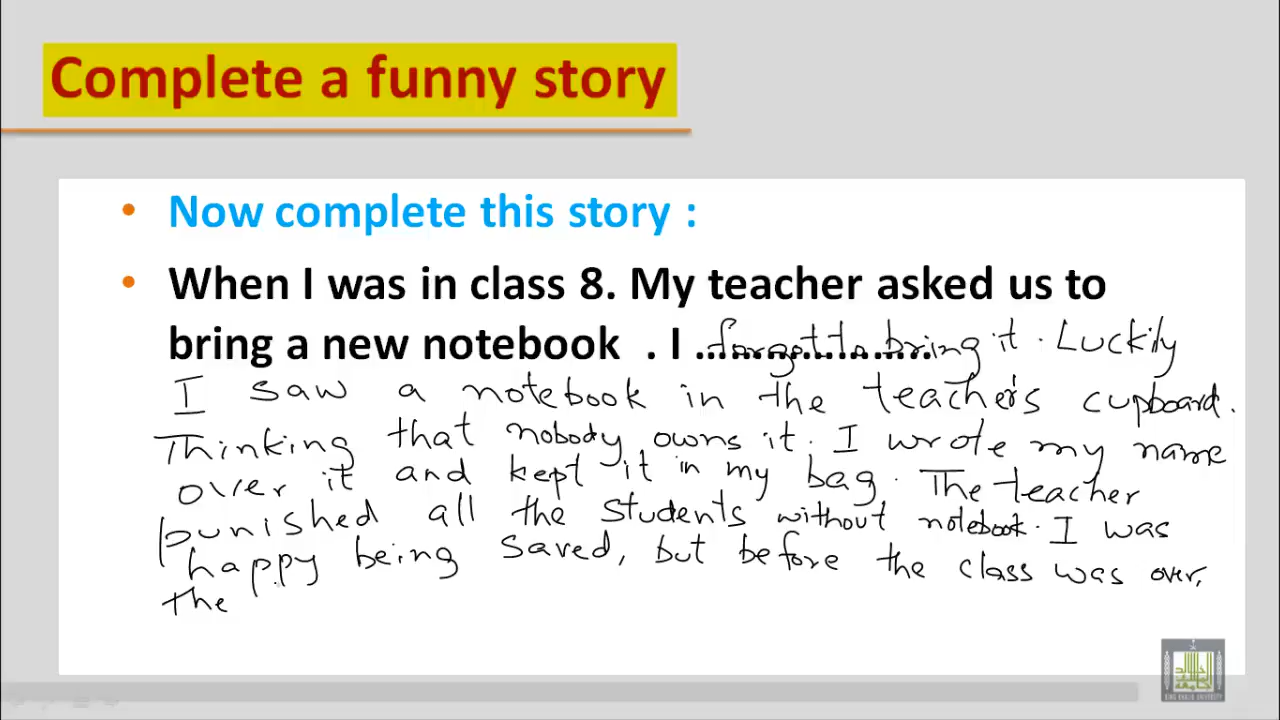 Complete a funny story
• Now complete this story :
• When I was in class 8. My teacher asked us to
bring a new notebook . I ..................... forgot to bring it. Luckily
I saw a notebook in the teacher's cupboard.
Thinking that nobody owns it. I wrote my name
over it and kept it in my bag. The teacher
punished all the students without notebook. I was
happy being saved, but before the class was over,
the
KING KHALID UNIVERSITY